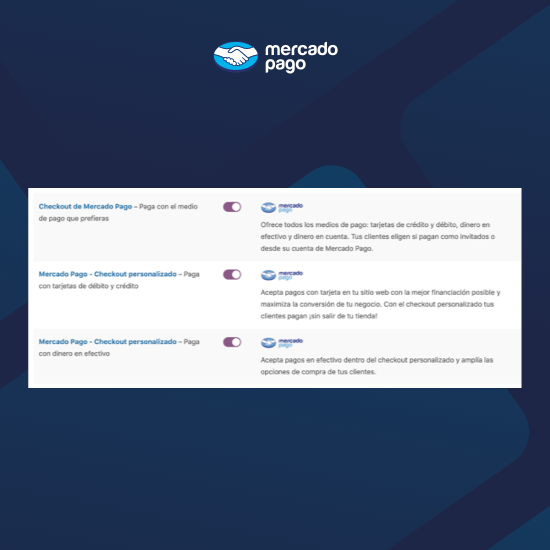 mercado
pago
Checkout de Mercado Pago – Paga con el medio
de pago que prefieras
mercado
pago
Ofrece todos los medios de pago: tarjetas de crédito y débito, dinero en
efectivo y dinero en cuenta. Tus clientes eligen si pagan como invitados o
desde su cuenta de Mercado Pago.
Mercado Pago - Checkout personalizado – Paga
con tarjetas de débito y crédito
mercado
pago
Acepta pagos con tarjeta en tu sitio web con la mejor financiación posible y
maximiza la conversión de tu negocio. Con el checkout personalizado tus
clientes pagan ¡sin salir de tu tienda!
Mercado Pago - Checkout personalizado – Paga
con dinero en efectivo
mercado
pago
Acepta pagos en efectivo dentro del checkout personalizado y amplía las
opciones de compra de tus clientes.